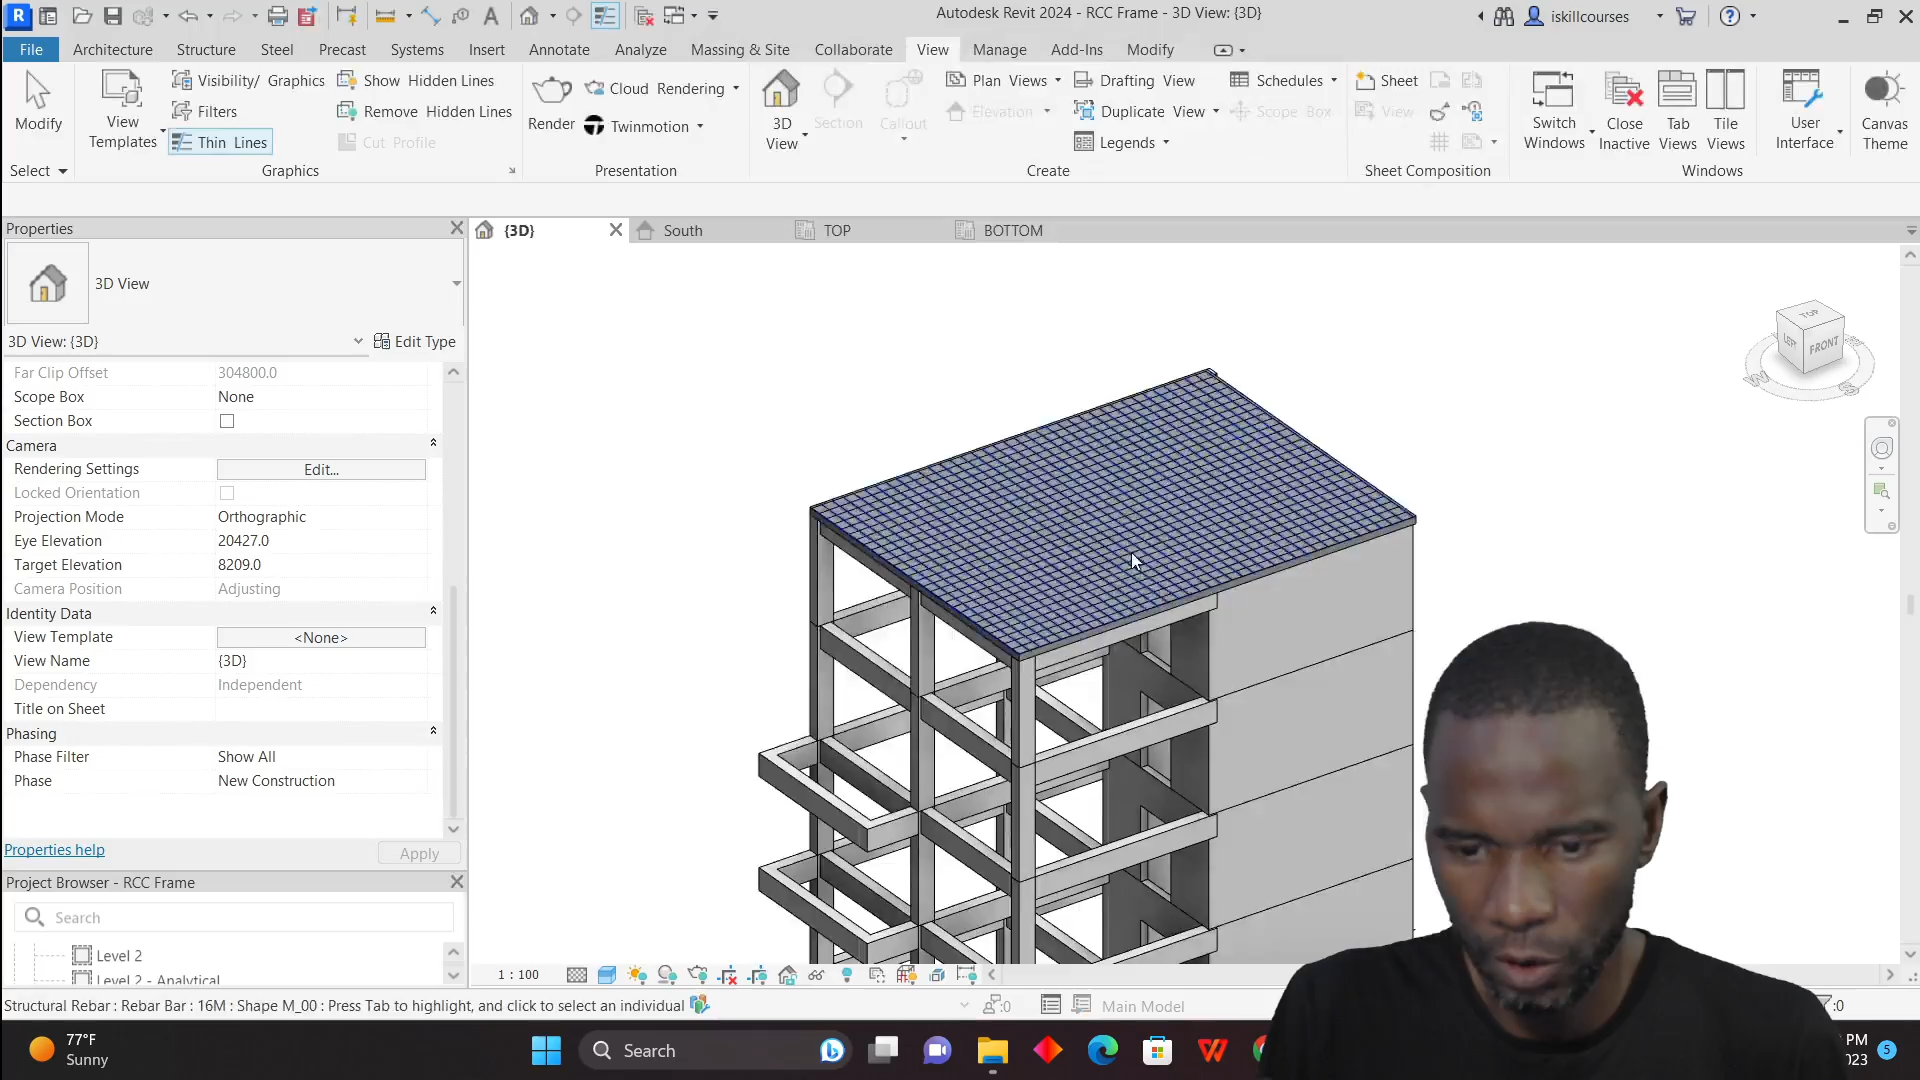 Autodesk Revit 2024 - RCC Frame - 3D View: {3D}
iskillcourses
File Architecture Structure Steel Precast Systems Insert Annotate Analyze Massing & Site Collaborate View Manage Add-Ins Modify
Modify
View Templates
Visibility/ Graphics
Filters
Thin Lines
Show Hidden Lines
Remove Hidden Lines
Cut Profile
Render
Cloud Rendering
Twinmotion
3D View
Section
Callout
Plan Views
Elevation
Drafting View
Duplicate View
Legends
Schedules
Scope Box
Sheet
View
Switch Windows
Close Inactive
Tab Views
Tile Views
User Interface
Canvas Theme
Select
Graphics
Presentation
Create
Sheet Composition
Windows
Properties
{3D}
South
TOP
BOTTOM
3D View
3D View: {3D}
Edit Type
Far Clip Offset 304800.0
Scope Box None
Section Box
Camera
Rendering Settings Edit...
Locked Orientation
Projection Mode Orthographic
Eye Elevation 20427.0
Target Elevation 8209.0
Camera Position Adjusting
Identity Data
View Template <None>
View Name {3D}
Dependency Independent
Title on Sheet
Phasing
Phase Filter Show All
Phase New Construction
Properties help
Apply
Project Browser - RCC Frame
Search
Level 2
Level 2 - Analytical
TOP
LEFT
FRONT
W
S
1 : 100
Structural Rebar : Rebar Bar : 16M : Shape M_00 : Press Tab to highlight, and click to select an individual
:0
Main Model
:0
77°F
Sunny
Search
PM
023
5